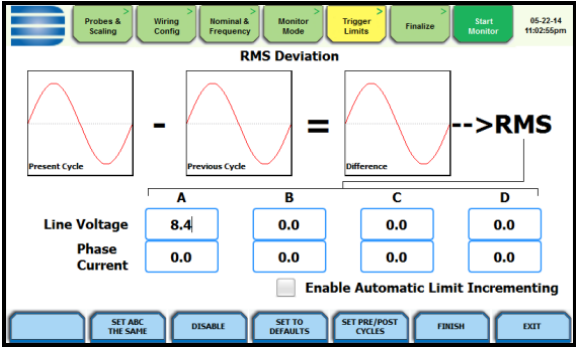 Probes &
Scaling
>
Wiring
Config
>
Nominal &
Frequency
>
Monitor
Mode
>
Trigger
Limits
>
Finalize
>
Start
Monitor
05-22-14
11:02:55pm
RMS Deviation
Present Cycle
-
Previous Cycle
=
Difference
-->RMS
A B C D
Line Voltage 8.4 0.0 0.0 0.0
Phase
Current 0.0 0.0 0.0 0.0
Enable Automatic Limit Incrementing
SET ABC
THE SAME
DISABLE
SET TO
DEFAULTS
SET PRE/POST
CYCLES
FINISH
EXIT